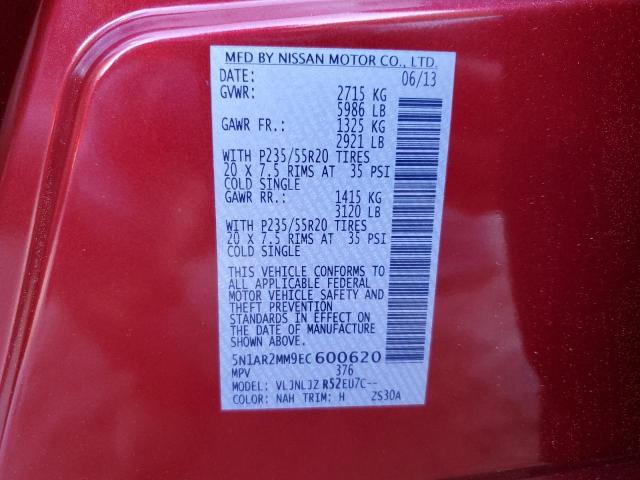 MFD BY NISSAN MOTOR CO., LTD.
DATE: 06/13
GVWR: 2715 KG
5986 LB
GAWR FR.: 1325 KG
2921 LB
WITH P235/55R20 TIRES
20 X 7.5 RIMS AT 35 PSI
COLD SINGLE
GAWR RR.: 1415 KG
3120 LB
WITH P235/55R20 TIRES
20 X 7.5 RIMS AT 35 PSI
COLD SINGLE
THIS VEHICLE CONFORMS TO
ALL APPLICABLE FEDERAL
MOTOR VEHICLE SAFETY AND
THEFT PREVENTION
STANDARDS IN EFFECT ON
THE DATE OF MANUFACTURE
SHOWN ABOVE.
5N1AR2MM9EC600620
MPV 376
MODEL: VLJNLJZ R52EU7C--
COLOR: NAH TRIM: H ZS30A